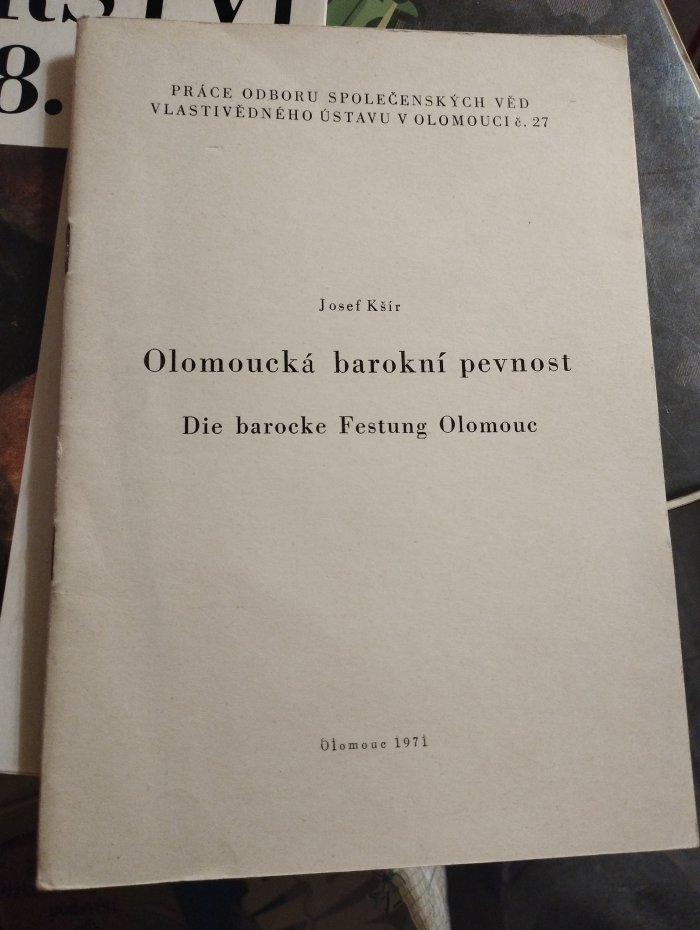 8.
PRÁCE ODBORU SPOLEČENSKÝCH VĚD
VLASTIVĚDNÉHO ÚSTAVU V OLOMOUCI č. 27
Josef Kšír
Olomoucká barokní pevnost
Die barocke Festung Olomouc
Olomouc 1971